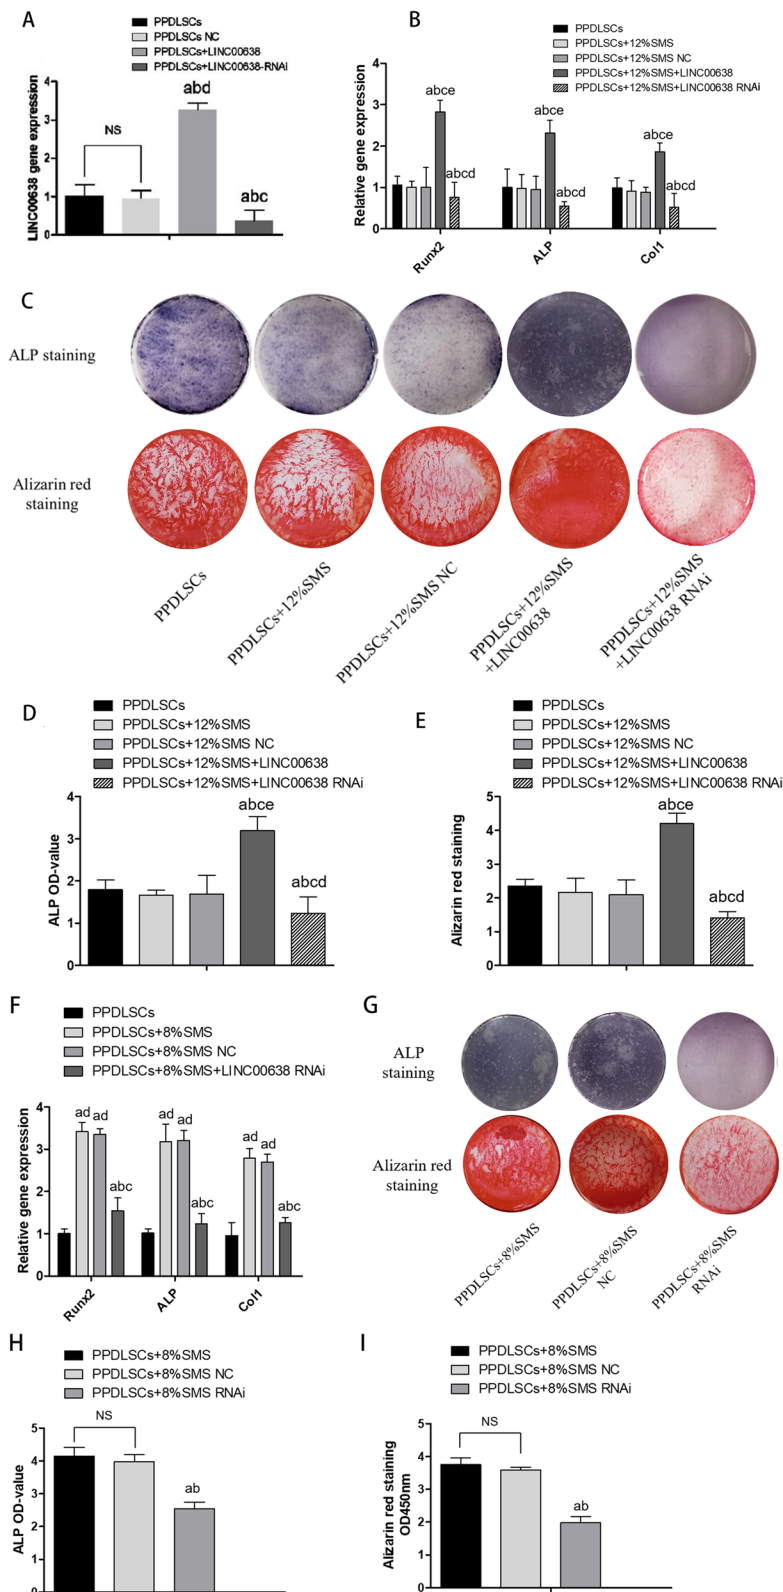 A
PPDLSCs
PPDLSCs NC
PPDLSCs+LINC00638
PPDLSCs+LINC00638-RNAi
LINC00638 gene expression
4
3
2
1
0
NS
abd
abc
B
PPDLSCs
PPDLSCs+12%SMS
PPDLSCs+12%SMS NC
PPDLSCs+12%SMS+LINC00638
PPDLSCs+12%SMS+LINC00638 RNAi
Relative gene expression
4
3
2
1
0
abce
abcd
abce
abcd
abce
abcd
Runx2
ALP
Col1
C
ALP staining
Alizarin red
staining
PPDLSCs
PPDLSCs+12%SMS
PPDLSCs+12%SMS NC
PPDLSCs+12%SMS
+LINC00638
PPDLSCs+12%SMS
+LINC00638 RNAi
D
PPDLSCs
PPDLSCs+12%SMS
PPDLSCs+12%SMS NC
PPDLSCs+12%SMS+LINC00638
PPDLSCs+12%SMS+LINC00638 RNAi
ALP OD-value
4
3
2
1
0
abce
abcd
E
PPDLSCs
PPDLSCs+12%SMS
PPDLSCs+12%SMS NC
PPDLSCs+12%SMS+LINC00638
PPDLSCs+12%SMS+LINC00638 RNAi
Alizarin red staining
5
4
3
2
1
0
abce
abcd
F
PPDLSCs
PPDLSCs+8%SMS
PPDLSCs+8%SMS NC
PPDLSCs+8%SMS+LINC00638 RNAi
Relative gene expression
4
3
2
1
0
ad ad
abc
ad ad
abc
ad ad
abc
Runx2
ALP
Col1
G
ALP
staining
Alizarin red
staining
PPDLSCs+8%SMS
PPDLSCs+8%SMS
NC
PPDLSCs+8%SMS
RNAi
H
PPDLSCs+8%SMS
PPDLSCs+8%SMS NC
PPDLSCs+8%SMS RNAi
ALP OD-value
5
4
3
2
1
0
NS
ab
I
PPDLSCs+8%SMS
PPDLSCs+8%SMS NC
PPDLSCs+8%SMS RNAi
Alizarin red staining
OD450nm
5
4
3
2
1
0
NS
ab